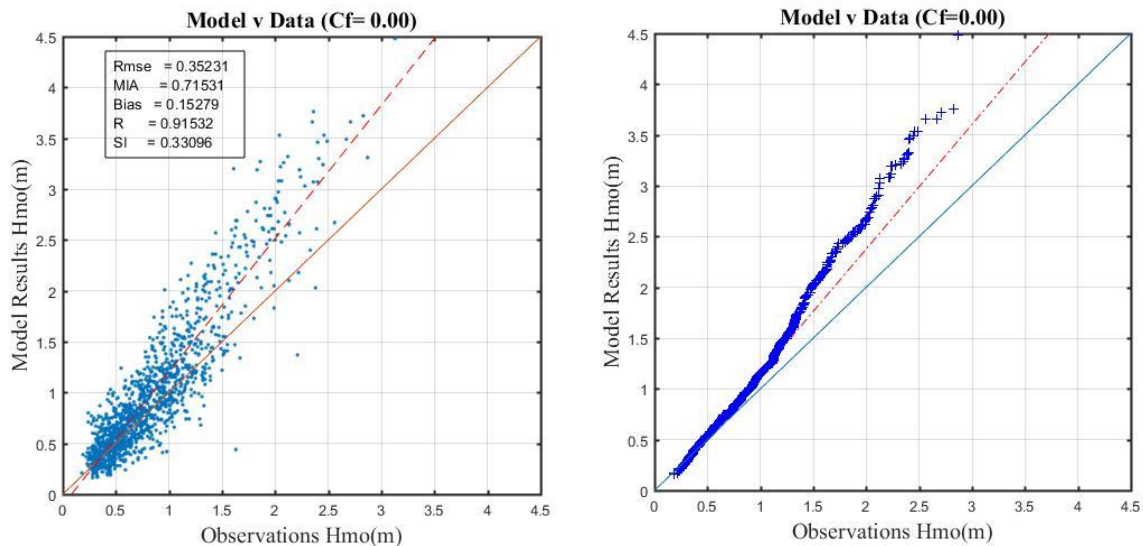 Model v Data (Cf= 0.00)
4.5
4
3.5
3
2.5
2
1.5
1
0.5
0
Model Results Hmo(m)
Rmse = 0.35231
MIA = 0.71531
Bias = 0.15279
R = 0.91532
SI = 0.33096
0 0.5 1 1.5 2 2.5 3 3.5 4 4.5
Observations Hmo(m)
Model v Data (Cf=0.00)
4.5
4
3.5
3
2.5
2
1.5
1
0.5
0
Model Results Hmo(m)
0 0.5 1 1.5 2 2.5 3 3.5 4 4.5
Observations Hmo(m)